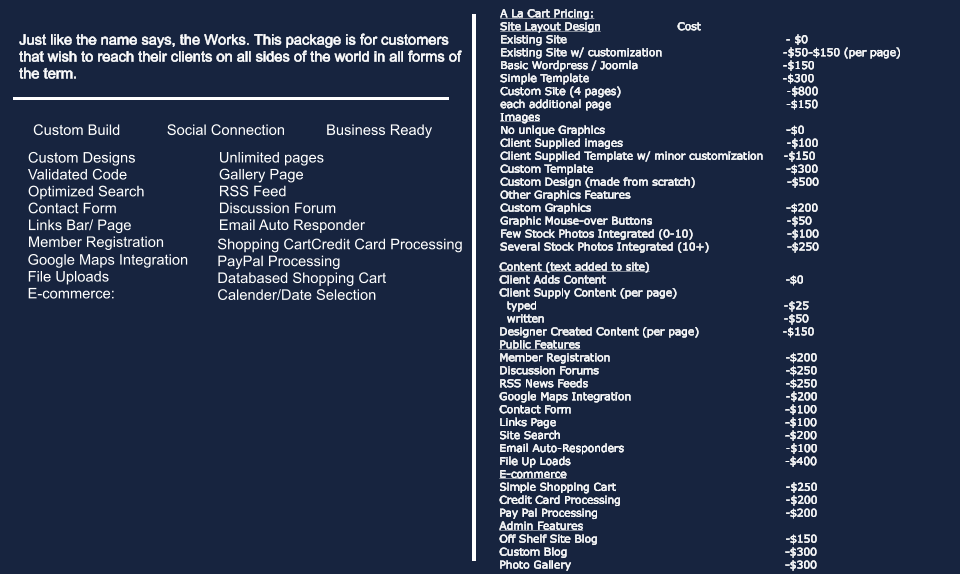 Just like the name says, the Works. This package is for customers
that wish to reach their clients on all sides of the world in all forms of
the term.
Custom Build Social Connection Business Ready
Custom Designs Unlimited pages
Validated Code Gallery Page
Optimized Search RSS Feed
Contact Form Discussion Forum
Links Bar/ Page Email Auto Responder
Member Registration Shopping CartCredit Card Processing
Google Maps Integration PayPal Processing
File Uploads Databased Shopping Cart
E-commerce: Calender/Date Selection
A La Cart Pricing:
Site Layout Design Cost
Existing Site - $0
Existing Site w/ customization -$50-$150 (per page)
Basic Wordpress / Joomla -$150
Simple Template -$300
Custom Site (4 pages) -$800
each additional page -$150
Images
No unique Graphics -$0
Client Supplied images -$100
Client Supplied Template w/ minor customization -$150
Custom Template -$300
Custom Design (made from scratch) -$500
Other Graphics Features
Custom Graphics -$200
Graphic Mouse-over Buttons -$50
Few Stock Photos Integrated (0-10) -$100
Several Stock Photos Integrated (10+) -$250
Content (text added to site)
Client Adds Content -$0
Client Supply Content (per page)
typed -$25
written -$50
Designer Created Content (per page) -$150
Public Features
Member Registration -$200
Discussion Forums -$250
RSS News Feeds -$250
Google Maps Integration -$200
Contact Form -$100
Links Page -$100
Site Search -$200
Email Auto-Responders -$100
File Up Loads -$400
E-commerce
Simple Shopping Cart -$250
Credit Card Processing -$200
Pay Pal Processing -$200
Admin Features
Off Shelf Site Blog -$150
Custom Blog -$300
Photo Gallery -$300